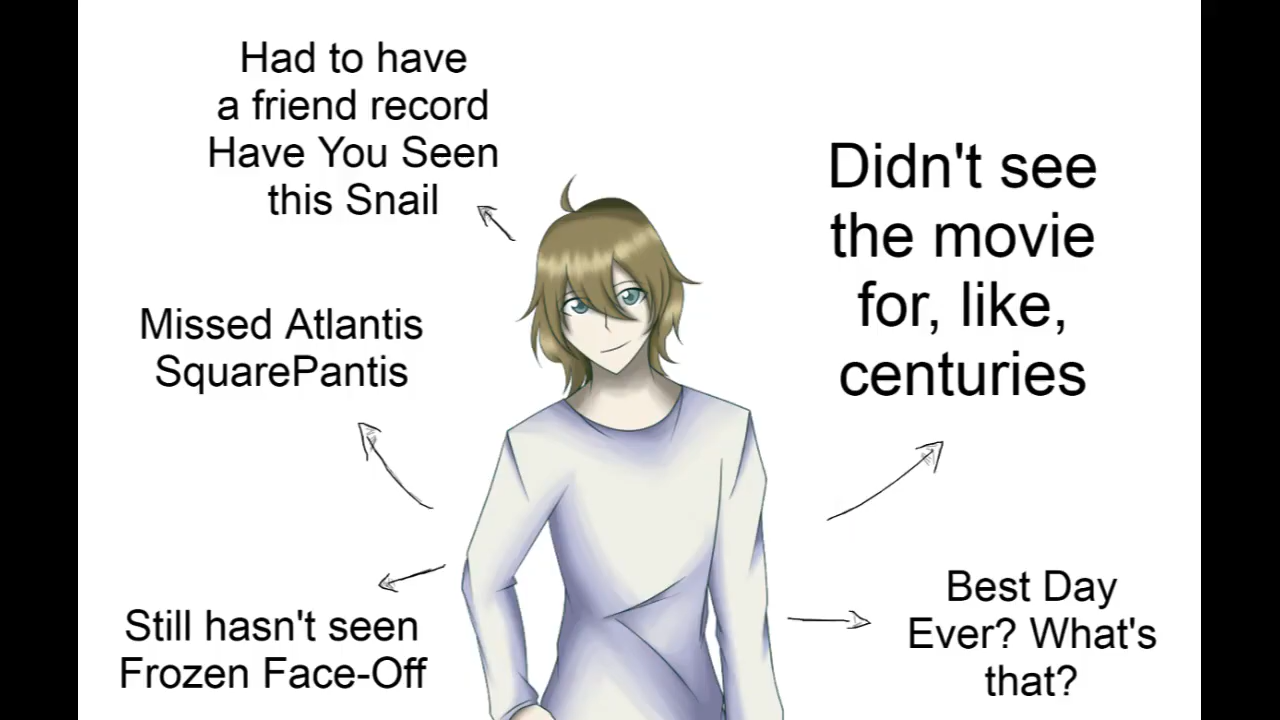 Had to have
a friend record
Have You Seen
this Snail
Didn't see
the movie
for, like,
centuries
Missed Atlantis
SquarePantis
Still hasn't seen
Frozen Face-Off
Best Day
Ever? What's
that?